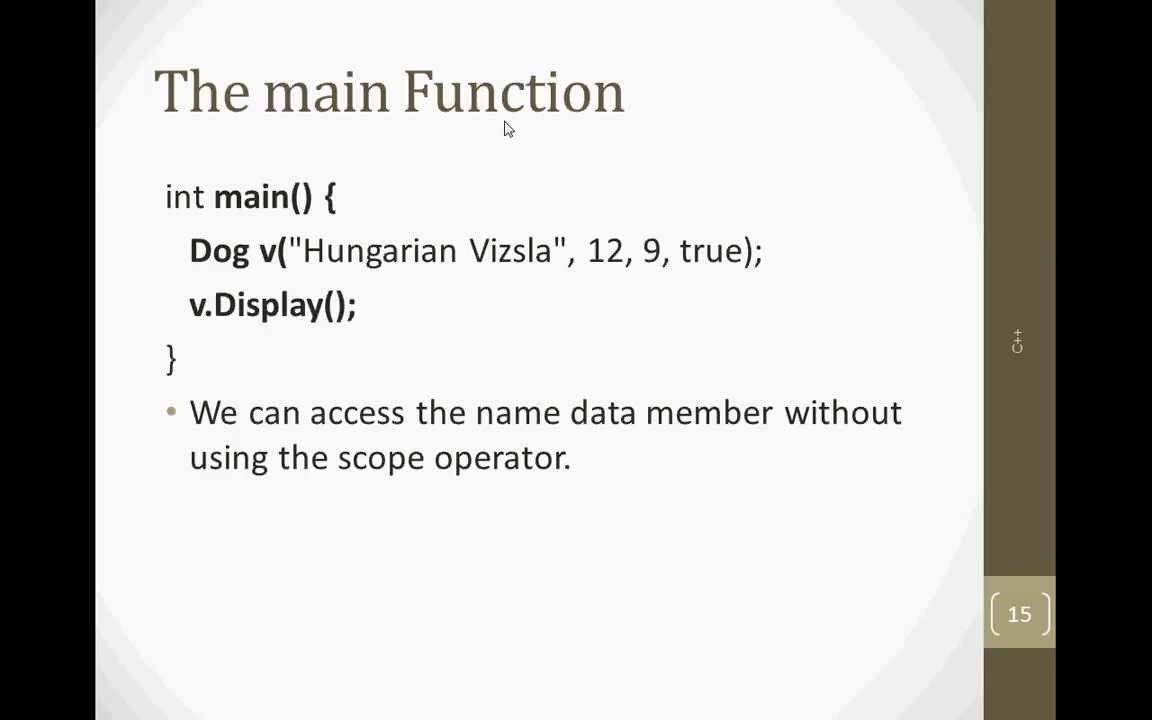 The main Function
int main() {
Dog v("Hungarian Vizsla", 12, 9, true);
v.Display();
}
• We can access the name data member without
using the scope operator.
C++
15